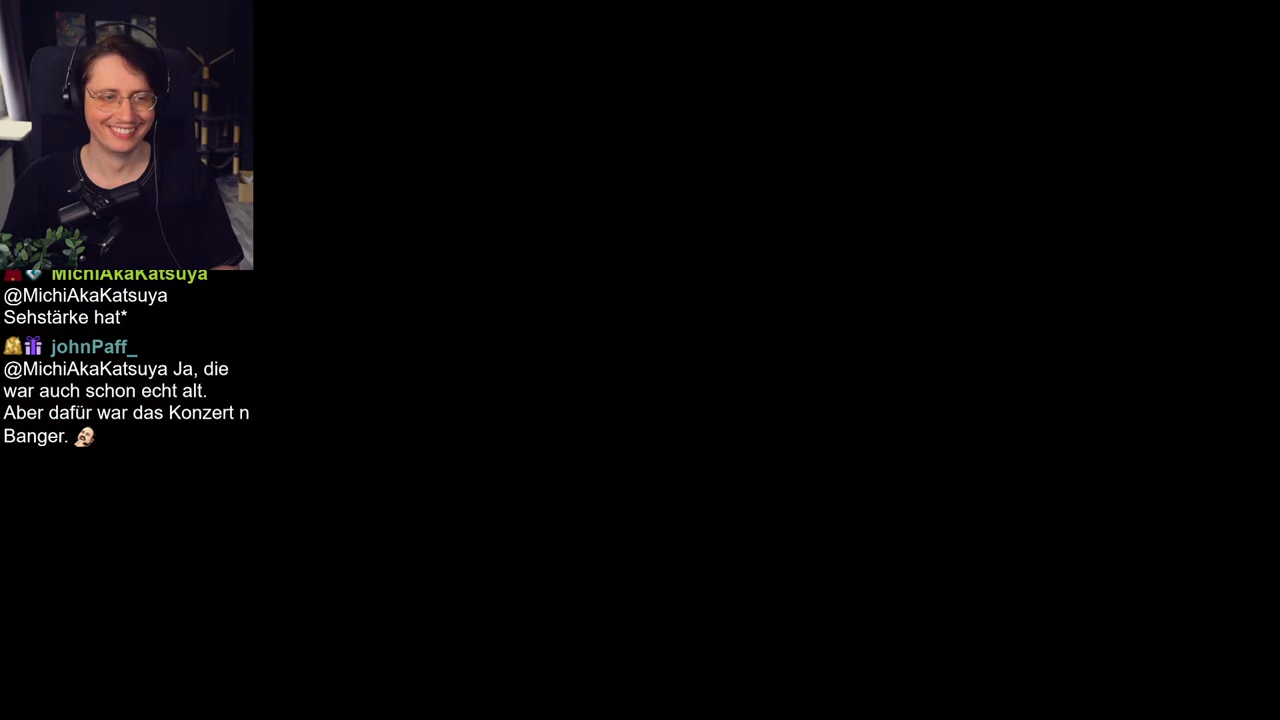 MichiAkaKatsuya
@MichiAkaKatsuya
Sehstärke hat*
johnPaff_
@MichiAkaKatsuya Ja, die
war auch schon echt alt.
Aber dafür war das Konzert n
Banger.